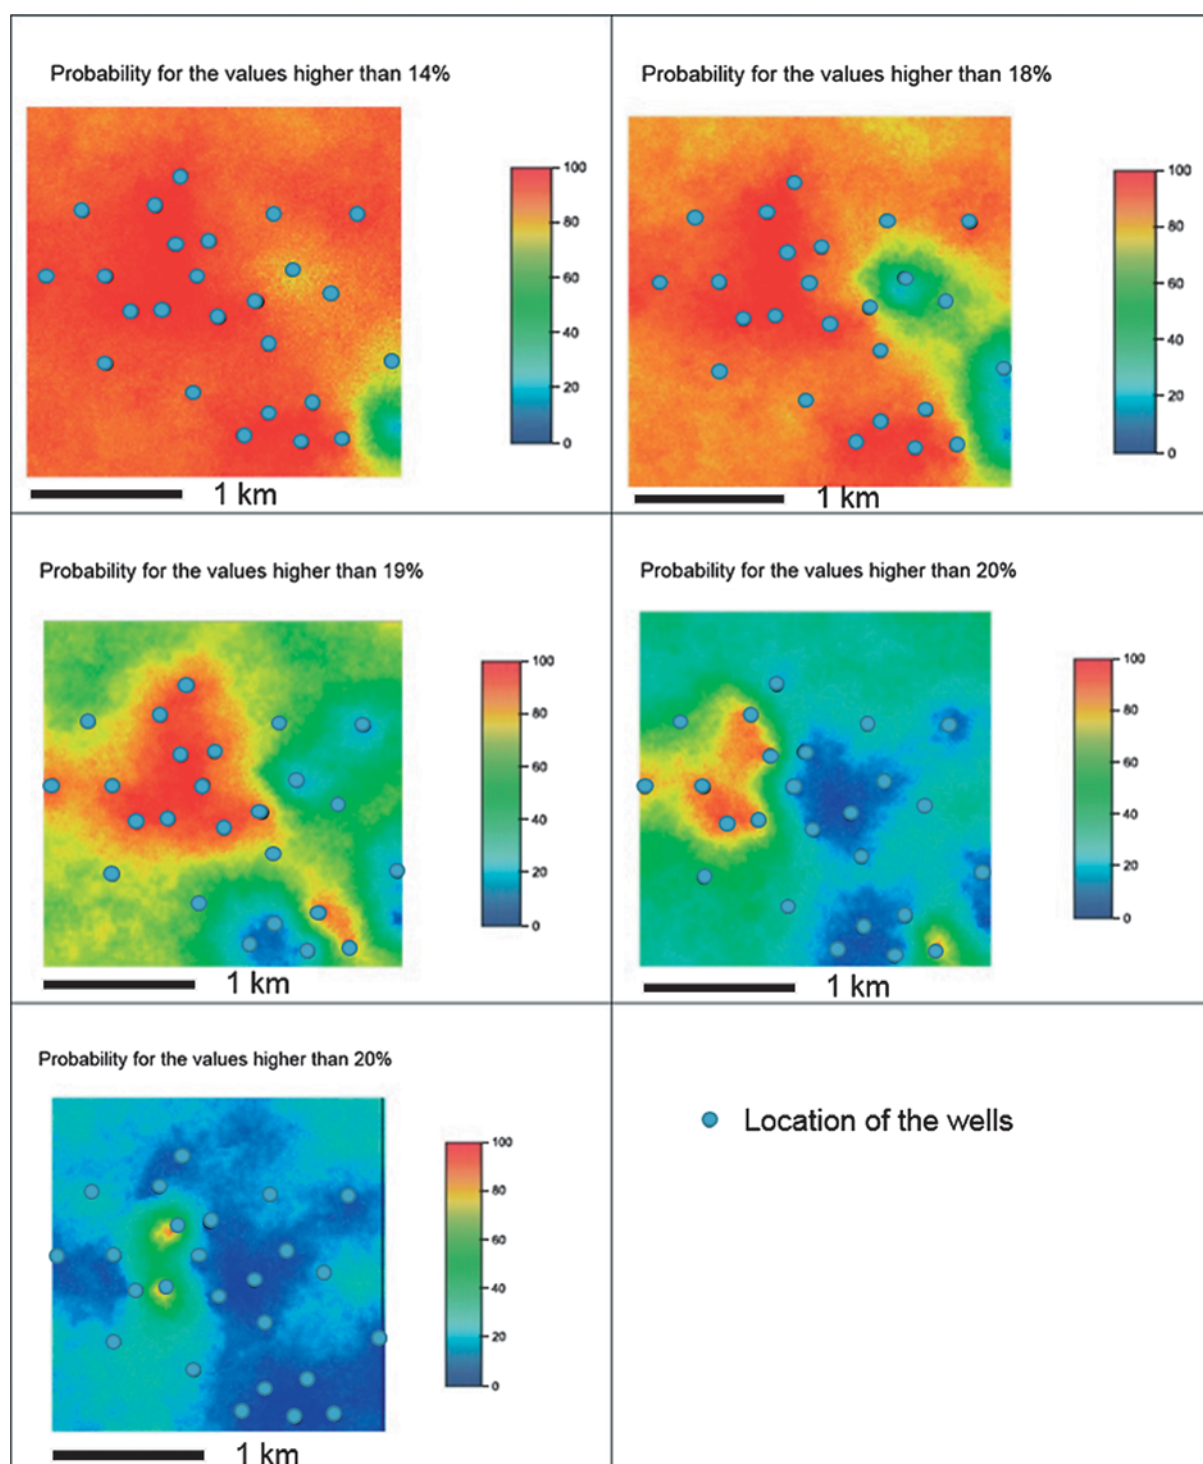 Probability for the values higher than 14%
100
80
60
40
20
0
1 km
Probability for the values higher than 18%
100
80
60
40
20
0
1 km
Probability for the values higher than 19%
100
80
60
40
20
0
1 km
Probability for the values higher than 20%
100
80
60
40
20
0
1 km
Probability for the values higher than 20%
100
80
60
40
20
0
1 km
Location of the wells